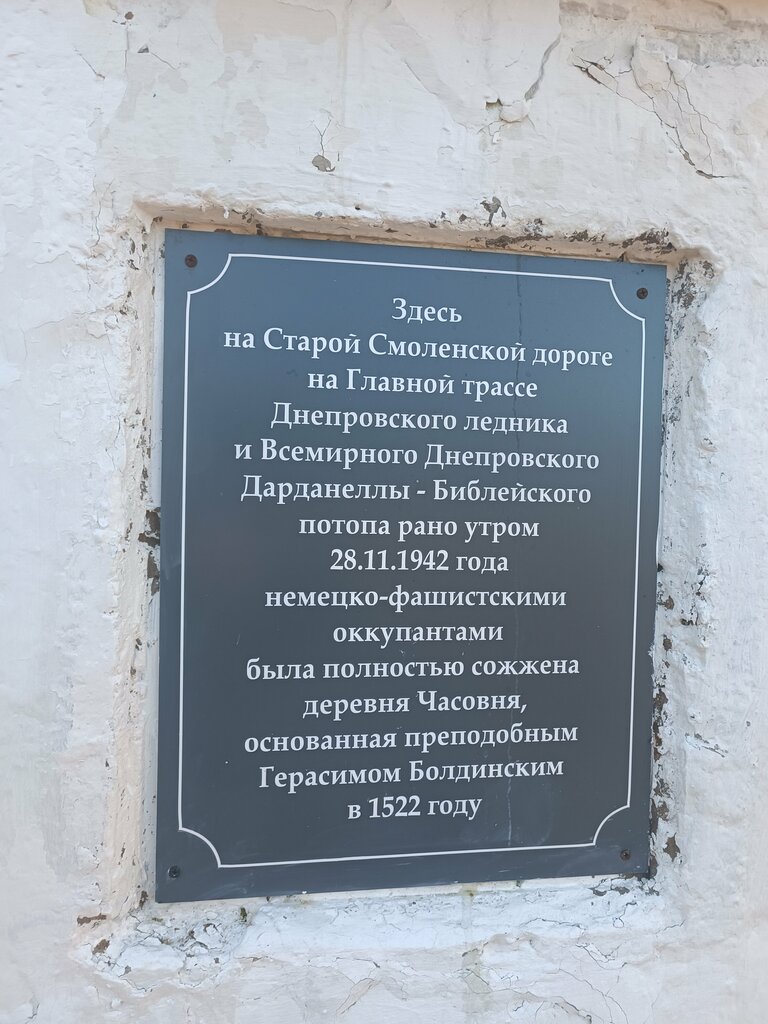 Здесь
на Старой Смоленской дороге
на Главной трассе
Днепровского ледника
и Всемирного Днепровского
Дарданеллы - Библейского
потопа рано утром
28.11.1942 года
немецко-фашистскими
оккупантами
была полностью сожжена
деревня Часовня,
основанная преподобным
Герасимом Болдинским
в 1522 году